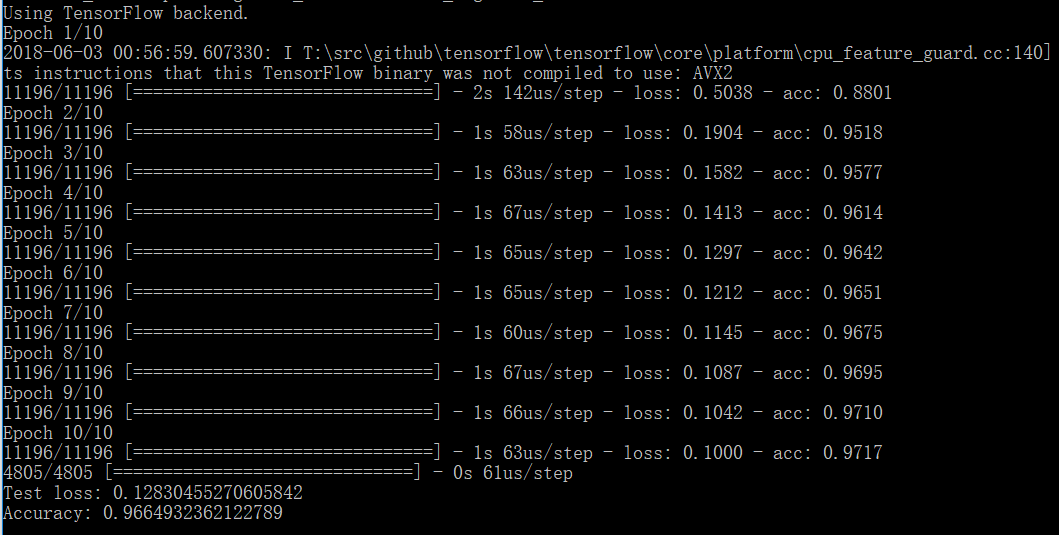 Using TensorFlow backend.
Epoch 1/10
2018-06-03 00:56:59.607330: I T:\src\github\tensorflow\tensorflow\core\platform\cpu_feature_guard.cc:140]
ts instructions that this TensorFlow binary was not compiled to use: AVX2
11196/11196 [==============================] - 2s 142us/step - loss: 0.5038 - acc: 0.8801
Epoch 2/10
11196/11196 [==============================] - 1s 58us/step - loss: 0.1904 - acc: 0.9518
Epoch 3/10
11196/11196 [==============================] - 1s 63us/step - loss: 0.1582 - acc: 0.9577
Epoch 4/10
11196/11196 [==============================] - 1s 67us/step - loss: 0.1413 - acc: 0.9614
Epoch 5/10
11196/11196 [==============================] - 1s 65us/step - loss: 0.1297 - acc: 0.9642
Epoch 6/10
11196/11196 [==============================] - 1s 65us/step - loss: 0.1212 - acc: 0.9651
Epoch 7/10
11196/11196 [==============================] - 1s 60us/step - loss: 0.1145 - acc: 0.9675
Epoch 8/10
11196/11196 [==============================] - 1s 67us/step - loss: 0.1087 - acc: 0.9695
Epoch 9/10
11196/11196 [==============================] - 1s 66us/step - loss: 0.1042 - acc: 0.9710
Epoch 10/10
11196/11196 [==============================] - 1s 63us/step - loss: 0.1000 - acc: 0.9717
4805/4805 [==============================] - 0s 61us/step
Test loss: 0.12830455270605842
Accuracy: 0.9664932362122789